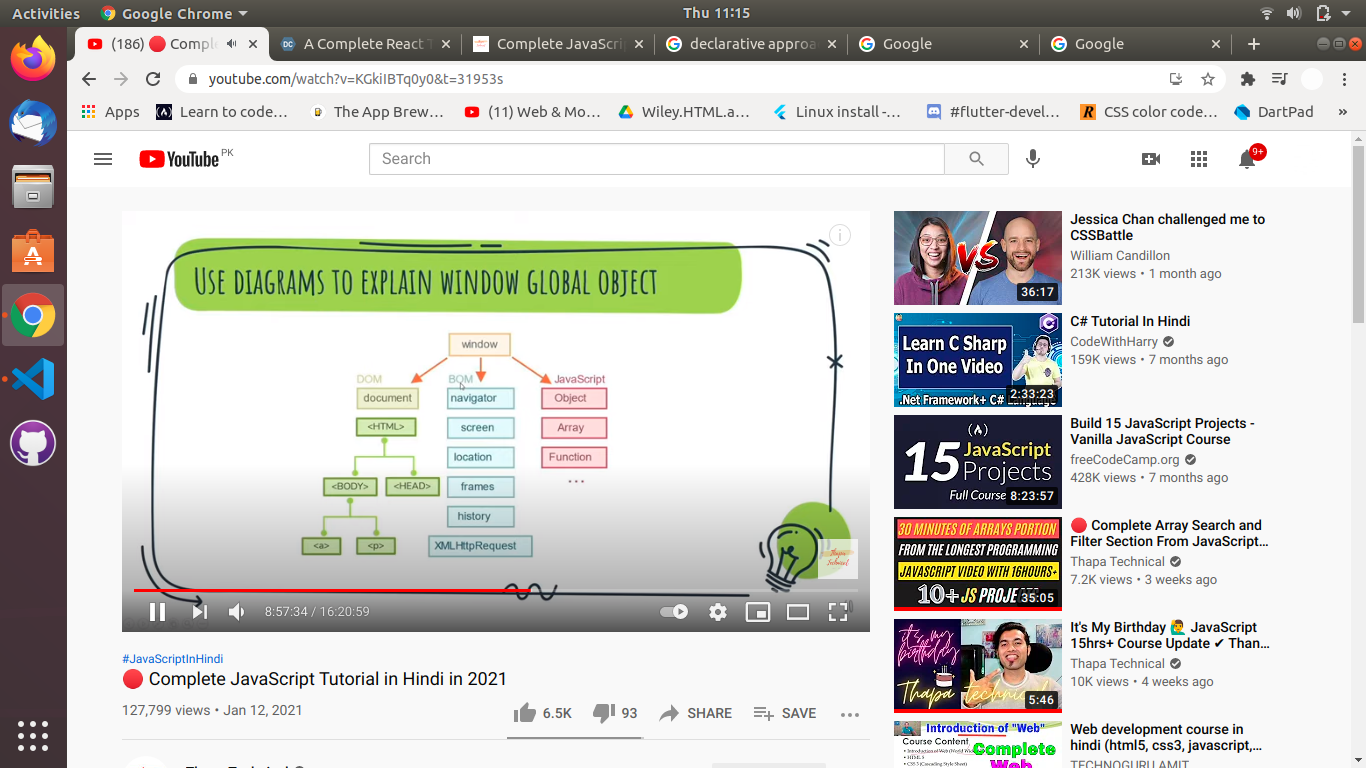 Activities
Google Chrome
Thu 11:15
(186) 🔴 Comple
A Complete React T
Complete JavaScri
declarative approa
Google
Google
youtube.com/watch?v=KGkiIBTq0y0&t=31953s
Apps
Learn to code…
The App Brew…
(11) Web & Mo…
Wiley.HTML.a…
Linux install -…
#flutter-devel…
CSS color code…
DartPad
»
YouTube PK
Search
9+
USE DIAGRAMS TO EXPLAIN WINDOW GLOBAL OBJECT
window
DOM
BOM
JavaScript
document
navigator
Object
<HTML>
screen
Array
location
Function
<BODY>
<HEAD>
frames
...
history
<a>
<p>
XMLHttpRequest
Thapa
Technical
8:57:34 / 16:20:59
#JavaScriptInHindi
🔴 Complete JavaScript Tutorial in Hindi in 2021
127,799 views • Jan 12, 2021
6.5K
93
SHARE
SAVE
VS
36:17
Jessica Chan challenged me to
CSSBattle
William Candillon
213K views • 1 month ago
Learn C Sharp
In One Video
.Net Framework+ C# Language
2:33:23
C# Tutorial In Hindi
CodeWithHarry
159K views • 7 months ago
15 JavaScript
Projects
Full Course
8:23:57
Build 15 JavaScript Projects -
Vanilla JavaScript Course
freeCodeCamp.org
428K views • 7 months ago
30 MINUTES OF ARRAYS PORTION
FROM THE LONGEST PROGRAMMING
JAVASCRIPT VIDEO WITH 16HOURS+
10+ JS PROJE
35:05
🔴 Complete Array Search and
Filter Section From JavaScript…
Thapa Technical
7.2K views • 3 weeks ago
it's my
birthday
Thapa technical
5:46
It's My Birthday 🙋‍♂️ JavaScript
15hrs+ Course Update ✔ Than…
Thapa Technical
10K views • 4 weeks ago
Introduction of "Web"
Course Content
Complete
Web
Web development course in
hindi (html5, css3, javascript,…
TECHNOGURU AMIT